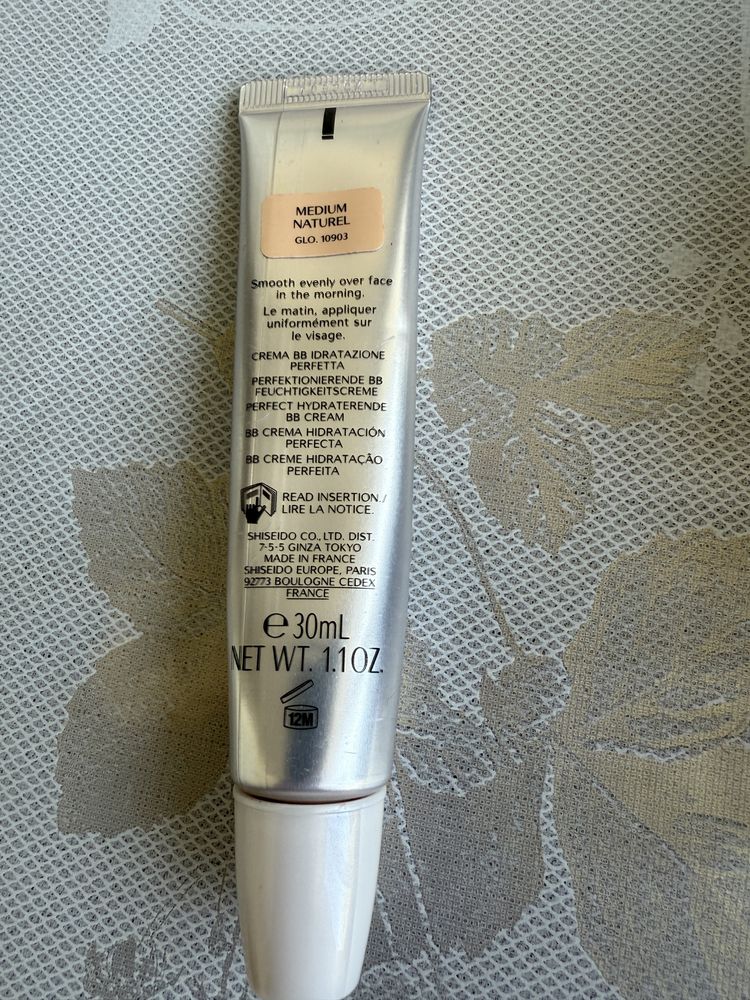 MEDIUM
NATUREL
GLO. 10903
Smooth evenly over face
in the morning.
Le matin, appliquer
uniformément sur
le visage.
CREMA BB IDRATAZIONE
PERFETTA
PERFEKTIONIERENDE BB
FEUCHTIGKEITSCREME
PERFECT HYDRATERENDE
BB CREAM
BB CREMA HIDRATACIÓN
PERFECTA
BB CREME HIDRATAÇÃO
PERFEITA
READ INSERTION./
LIRE LA NOTICE.
SHISEIDO CO., LTD. DIST.
7-5-5 GINZA TOKYO
MADE IN FRANCE
SHISEIDO EUROPE, PARIS
92773 BOULOGNE CEDEX
FRANCE
℮ 30mL
NET WT. 1.1 OZ.
12M